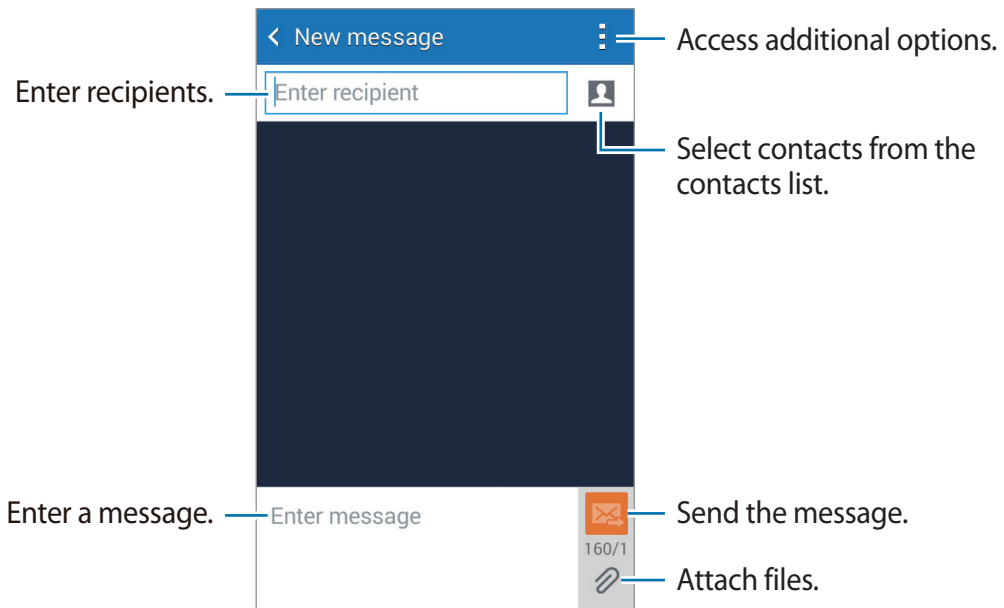 New message
Access additional options.
Enter recipients.
Enter recipient
Select contacts from the
contacts list.
Enter a message.
Enter message
Send the message.
160/1
Attach files.